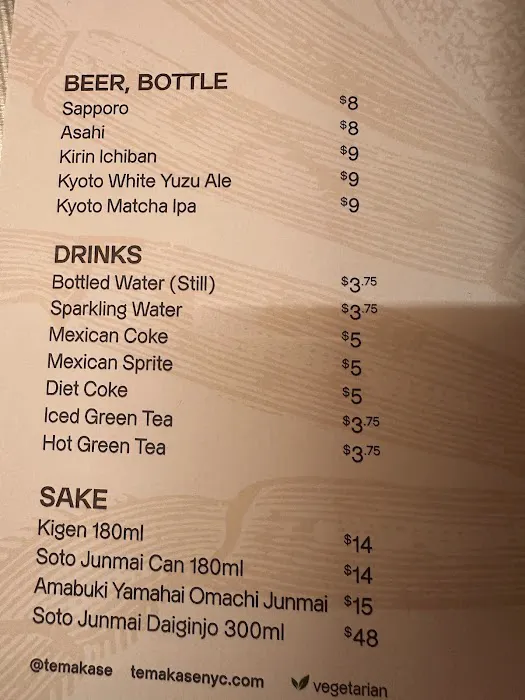 BEER, BOTTLE
Sapporo $8
Asahi $8
Kirin Ichiban $9
Kyoto White Yuzu Ale $9
Kyoto Matcha Ipa $9
DRINKS
Bottled Water (Still) $3.75
Sparkling Water $3.75
Mexican Coke $5
Mexican Sprite $5
Diet Coke $5
Iced Green Tea $3.75
Hot Green Tea $3.75
SAKE
Kigen 180ml $14
Soto Junmai Can 180ml $14
Amabuki Yamahai Omachi Junmai $15
Soto Junmai Daiginjo 300ml $48
@temakase temakasenyc.com vegetarian